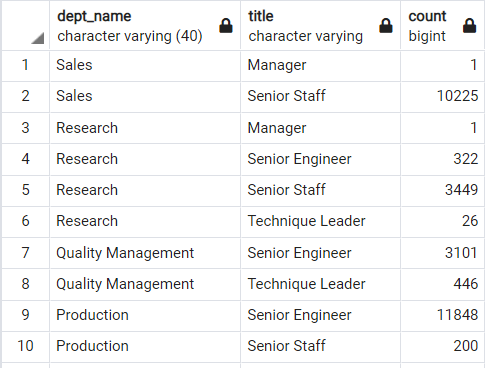 dept_name title count
character varying (40) character varying bigint
1 Sales Manager 1
2 Sales Senior Staff 10225
3 Research Manager 1
4 Research Senior Engineer 322
5 Research Senior Staff 3449
6 Research Technique Leader 26
7 Quality Management Senior Engineer 3101
8 Quality Management Technique Leader 446
9 Production Senior Engineer 11848
10 Production Senior Staff 200